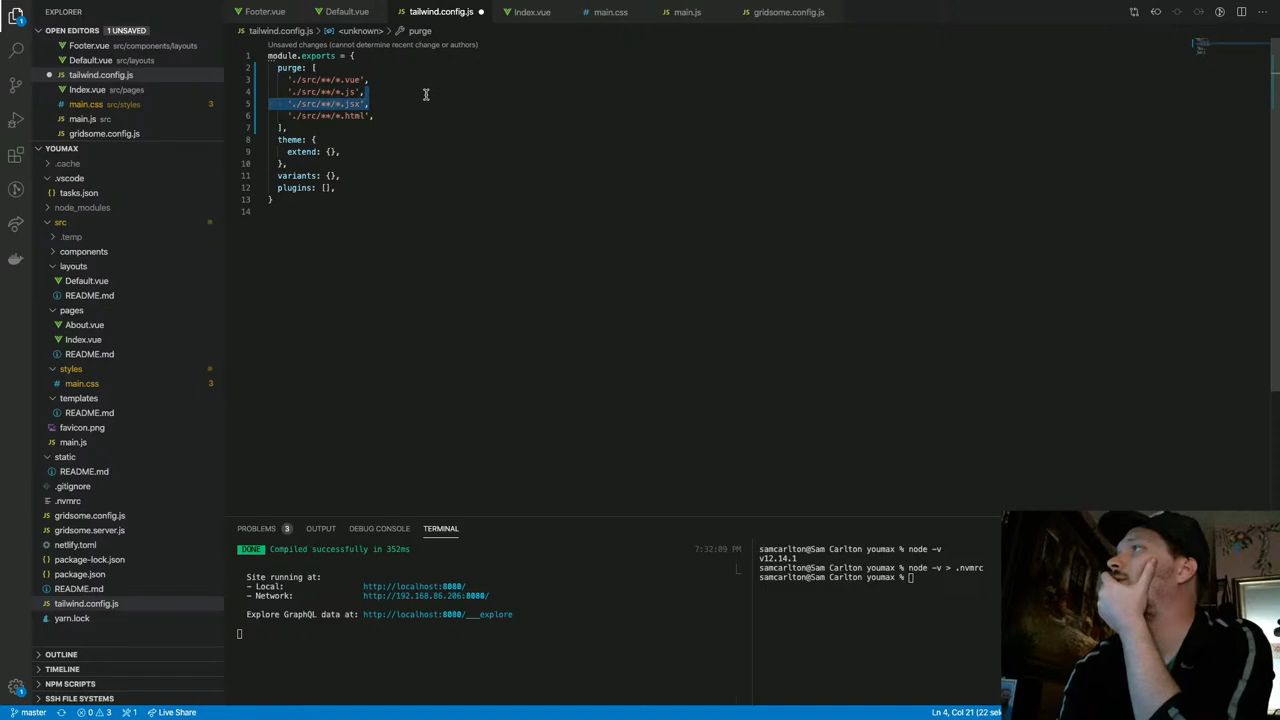 Footer.vue
Default.vue
tailwind.config.js
Index.vue
main.css
main.js
gridsome.config.js
OPEN EDITORS 1 UNSAVED
Footer.vue src/components/layouts
Default.vue src/layouts
tailwind.config.js
Index.vue src/pages
main.css src/styles 3
main.js src
gridsome.config.js
YOUMAX
.cache
.vscode
tasks.json
node_modules
src
.temp
components
layouts
Default.vue
README.md
pages
About.vue
Index.vue
README.md
styles
main.css 3
templates
README.md
favicon.png
main.js
static
README.md
.gitignore
.nvmrc
gridsome.config.js
gridsome.server.js
netlify.toml
package-lock.json
package.json
README.md
tailwind.config.js
yarn.lock
OUTLINE
TIMELINE
NPM SCRIPTS
SSH FILE SYSTEMS
tailwind.config.js > <unknown> > purge
Unsaved changes (cannot determine recent change or authors)
1 module.exports = {
2 purge: [
3 './src/**/*.vue',
4 './src/**/*.js',
5 './src/**/*.jsx',
6 './src/**/*.html',
7 ],
8 theme: {
9 extend: {},
10 },
11 variants: {},
12 plugins: [],
13 }
14
PROBLEMS 3 OUTPUT DEBUG CONSOLE TERMINAL
DONE Compiled successfully in 352ms 7:32:09 PM
Site running at:
- Local: http://localhost:8080/
- Network: http://192.168.86.206:8080/
Explore GraphQL data at: http://localhost:8080/___explore
samcarlton@Sam Carlton youmax % node -v
v12.14.1
samcarlton@Sam Carlton youmax % node -v > .nvmrc
samcarlton@Sam Carlton youmax %
master 0 3 1 Live Share
Ln 4, Col 21 (22 sele